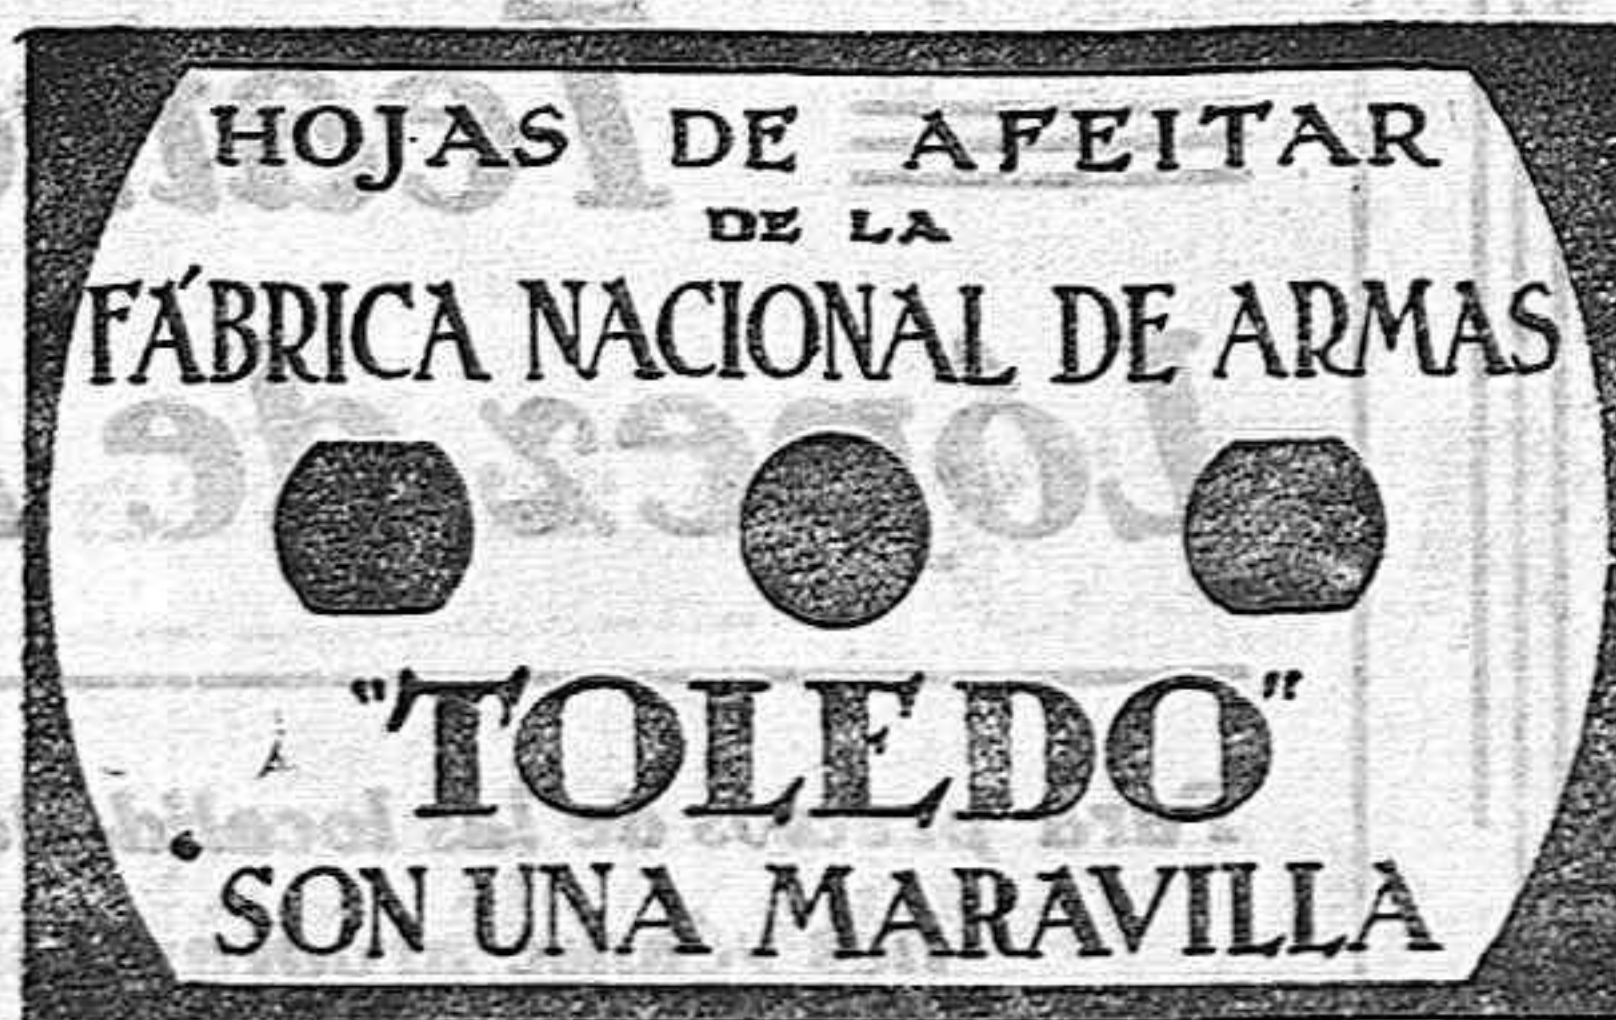 HOJAS DE AFEITAR
DE LA
FÁBRICA NACIONAL DE ARMAS
"TOLEDO"
SON UNA MARAVILLA